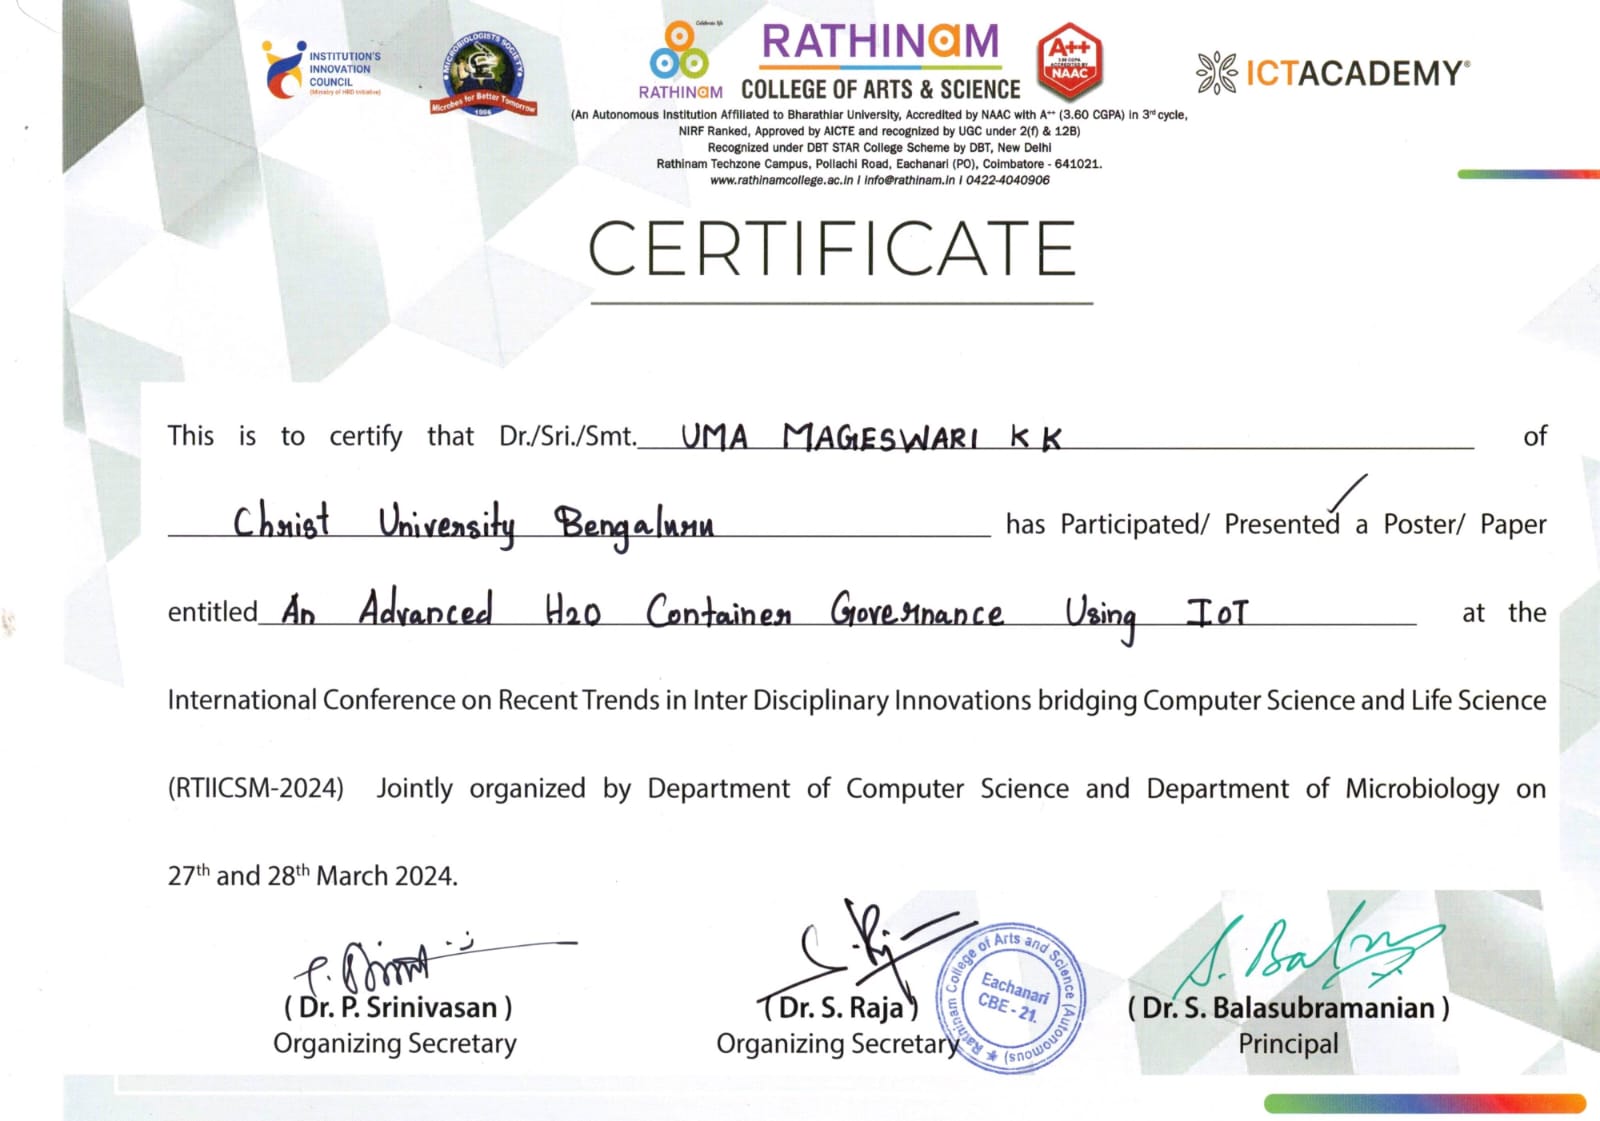 INSTITUTION'S
INNOVATION
COUNCIL
(Ministry of HRD Initiative)
MICROBIOLOGISTS SOCIETY
Microbes for Better Tomorrow
Celebrate life
RATHINAM
RATHINAM
COLLEGE OF ARTS & SCIENCE
A++
NAAC
ICTACADEMY®
(An Autonomous Institution Affiliated to Bharathiar University, Accredited by NAAC with A++ (3.60 CGPA) in 3rd cycle,
NIRF Ranked, Approved by AICTE and recognized by UGC under 2(f) & 12B)
Recognized under DBT STAR College Scheme by DBT, New Delhi
Rathinam Techzone Campus, Pollachi Road, Eachanari (PO), Coimbatore - 641021.
www.rathinamcollege.ac.in I info@rathinam.in I 0422-4040906
CERTIFICATE
This is to certify that Dr./Sri./Smt. UMA MAGESWARI K K of
Christ University Bengaluru has Participated/ Presented a Poster/ Paper
entitled An Advanced H2O Container Governance Using IoT at the
International Conference on Recent Trends in Inter Disciplinary Innovations bridging Computer Science and Life Science
(RTIICSM-2024) Jointly organized by Department of Computer Science and Department of Microbiology on
27th and 28th March 2024.
(Dr. P. Srinivasan)
Organizing Secretary
(Dr. S. Raja)
Organizing Secretary
Rathinam College of Arts and Science (Autonomous)
Eachanari
CBE - 21.
(Dr. S. Balasubramanian)
Principal